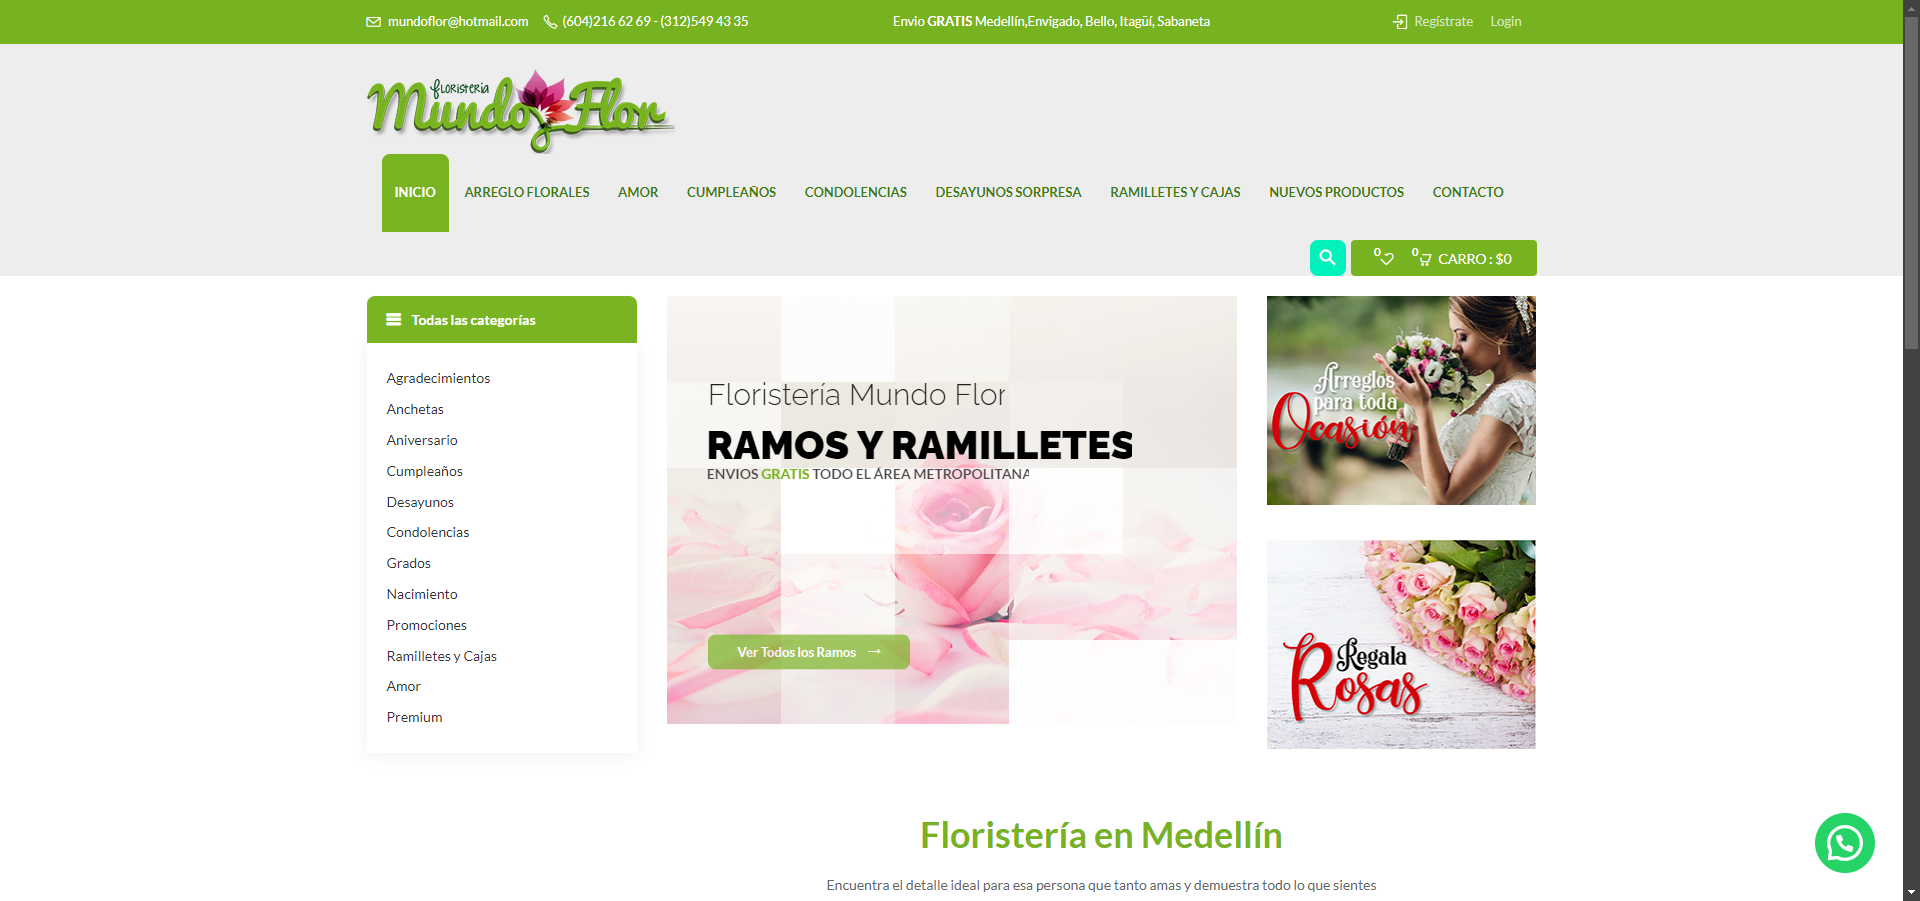 mundoflor@hotmail.com
(604)216 62 69 - (312)549 43 35
Envio GRATIS Medellín,Envigado, Bello, Itagüí, Sabaneta
Regístrate
Login
FLORISTERÍA
Mundo Flor
INICIO
ARREGLO FLORALES
AMOR
CUMPLEAÑOS
CONDOLENCIAS
DESAYUNOS SORPRESA
RAMILLETES Y CAJAS
NUEVOS PRODUCTOS
CONTACTO
0
0
CARRO : $0
Todas las categorías
Agradecimientos
Anchetas
Aniversario
Cumpleaños
Desayunos
Condolencias
Grados
Nacimiento
Promociones
Ramilletes y Cajas
Amor
Premium
Floristería Mundo Flor
RAMOS Y RAMILLETES
ENVIOS GRATIS TODO EL ÁREA METROPOLITANA
Ver Todos los Ramos →
Arreglos
para toda
Ocasión
Regala
Rosas
Floristería en Medellín
Encuentra el detalle ideal para esa persona que tanto amas y demuestra todo lo que sientes